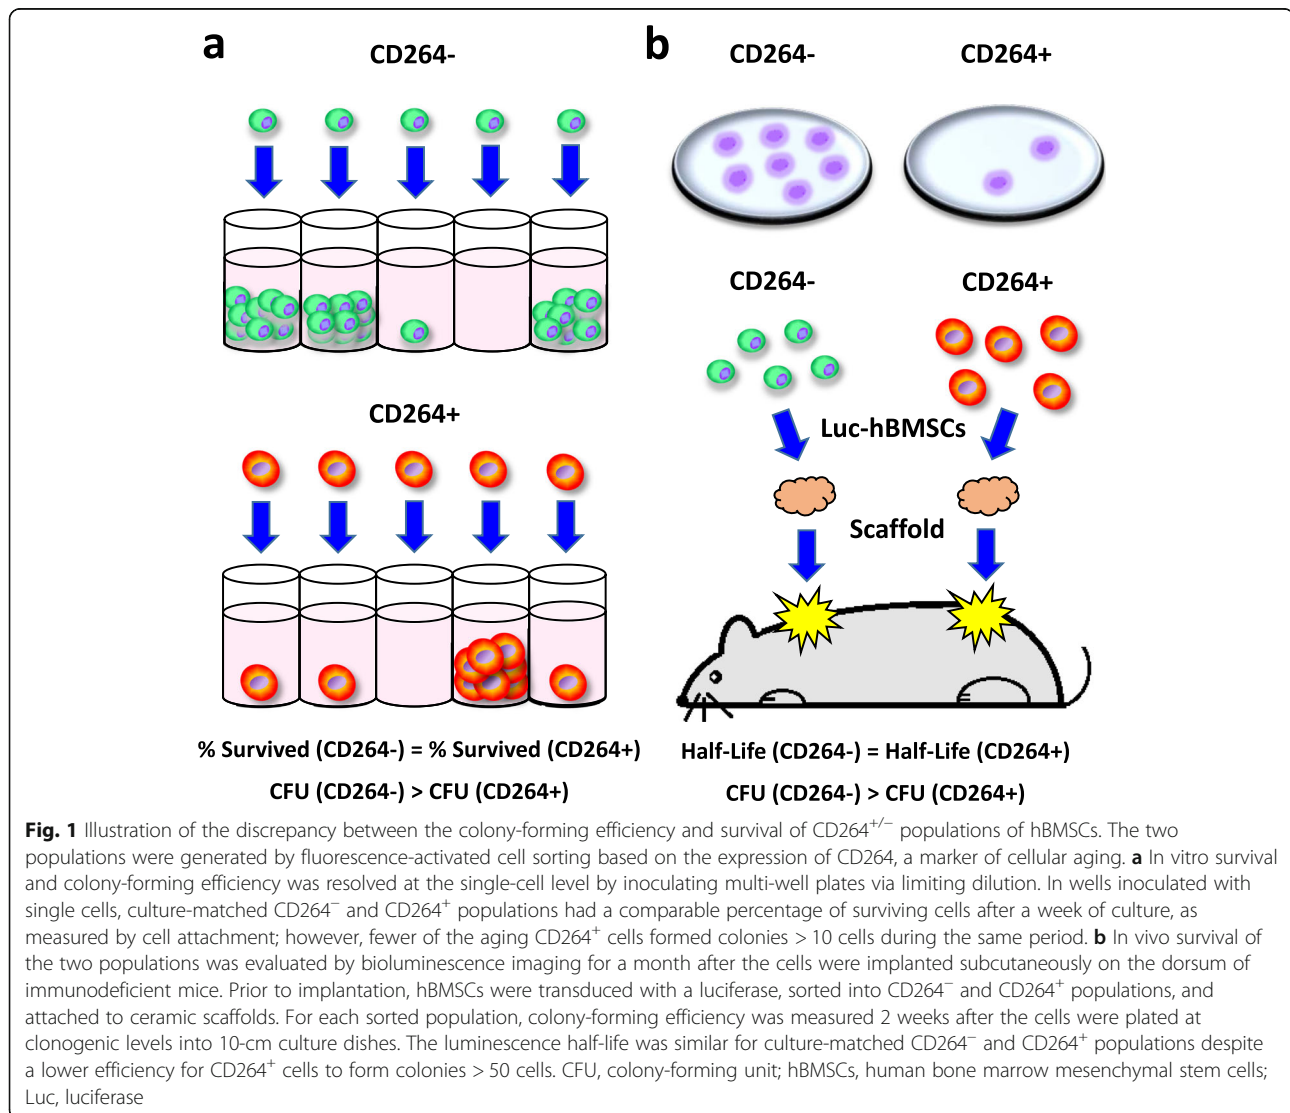 a
CD264-
CD264+
% Survived (CD264-) = % Survived (CD264+)
CFU (CD264-) > CFU (CD264+)
b
CD264- CD264+
CD264- CD264+
Luc-hBMSCs
Scaffold
Half-Life (CD264-) = Half-Life (CD264+)
CFU (CD264-) > CFU (CD264+)
Fig. 1 Illustration of the discrepancy between the colony-forming efficiency and survival of CD264+/− populations of hBMSCs. The two
populations were generated by fluorescence-activated cell sorting based on the expression of CD264, a marker of cellular aging. a In vitro survival
and colony-forming efficiency was resolved at the single-cell level by inoculating multi-well plates via limiting dilution. In wells inoculated with
single cells, culture-matched CD264− and CD264+ populations had a comparable percentage of surviving cells after a week of culture, as
measured by cell attachment; however, fewer of the aging CD264+ cells formed colonies > 10 cells during the same period. b In vivo survival of
the two populations was evaluated by bioluminescence imaging for a month after the cells were implanted subcutaneously on the dorsum of
immunodeficient mice. Prior to implantation, hBMSCs were transduced with a luciferase, sorted into CD264− and CD264+ populations, and
attached to ceramic scaffolds. For each sorted population, colony-forming efficiency was measured 2 weeks after the cells were plated at
clonogenic levels into 10-cm culture dishes. The luminescence half-life was similar for culture-matched CD264− and CD264+ populations despite
a lower efficiency for CD264+ cells to form colonies > 50 cells. CFU, colony-forming unit; hBMSCs, human bone marrow mesenchymal stem cells;
Luc, luciferase